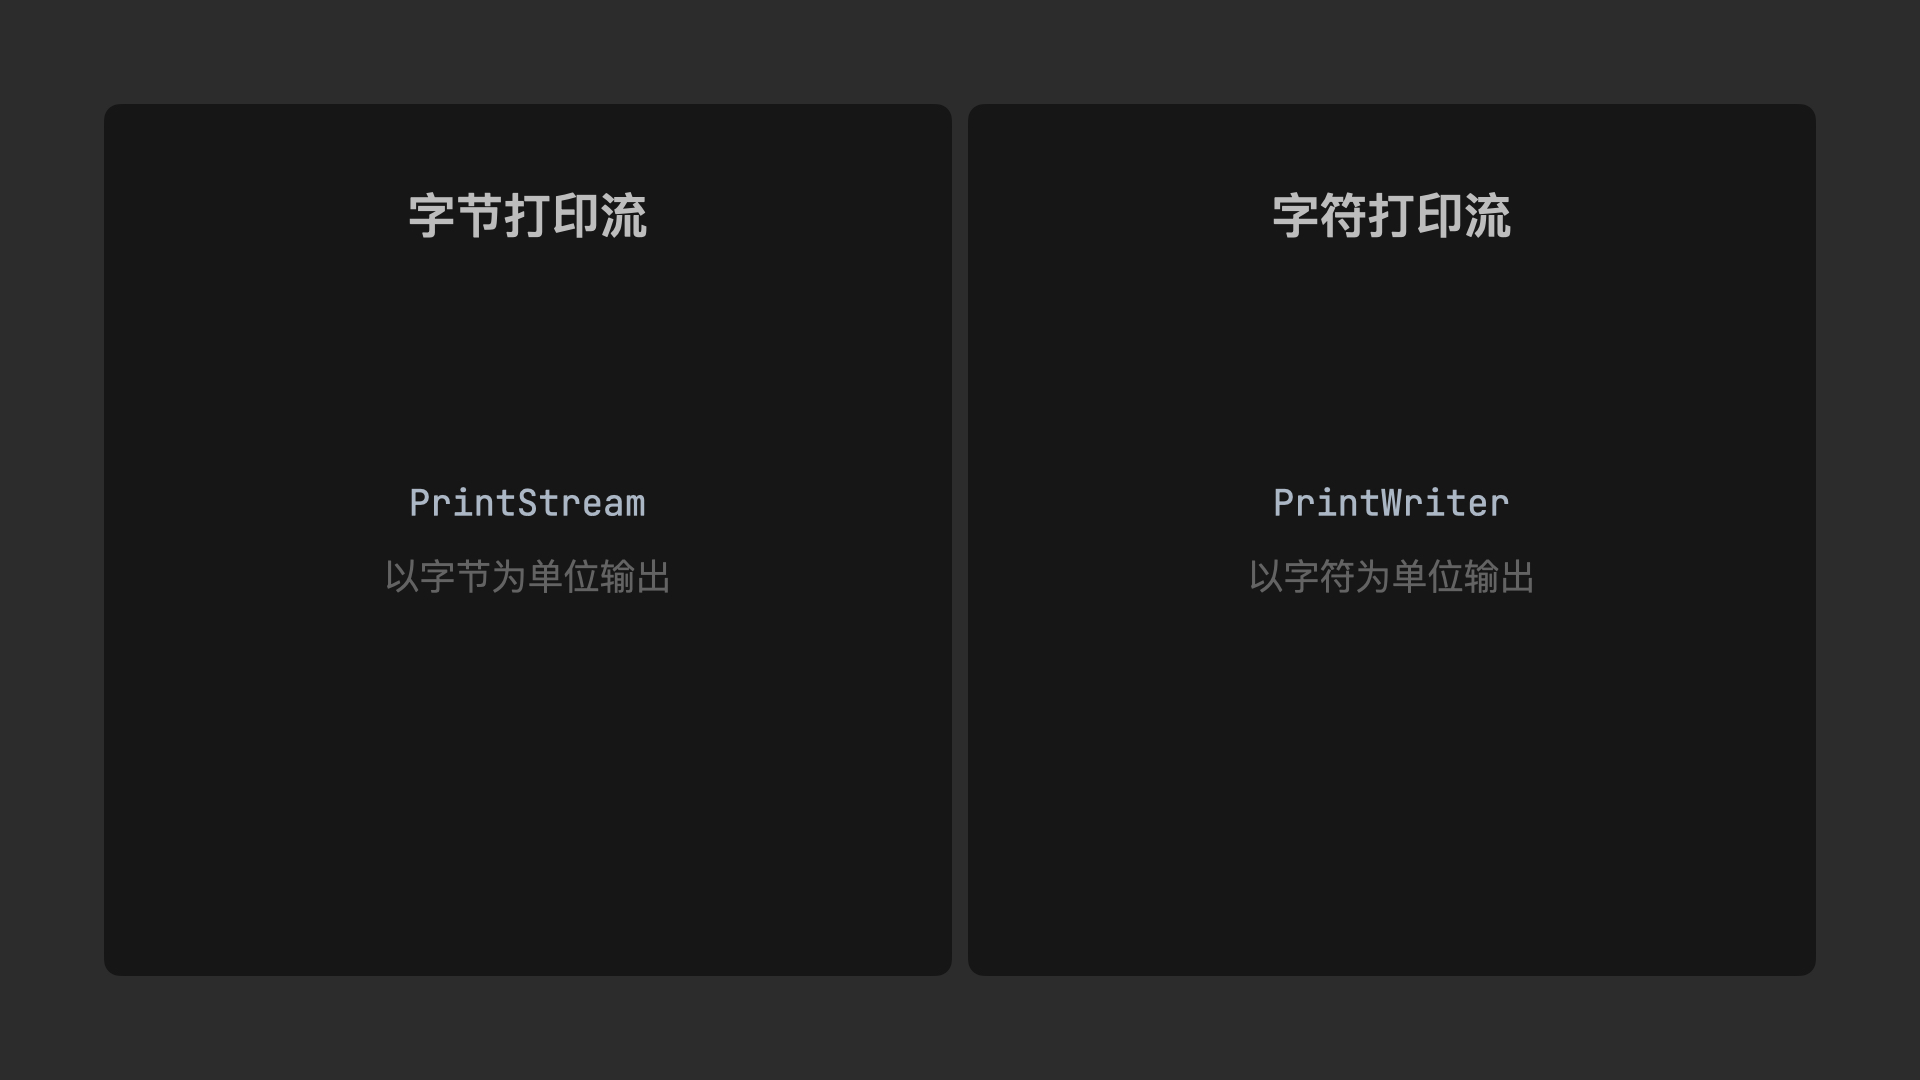 字节打印流
PrintStream
以字节为单位输出
字符打印流
PrintWriter
以字符为单位输出